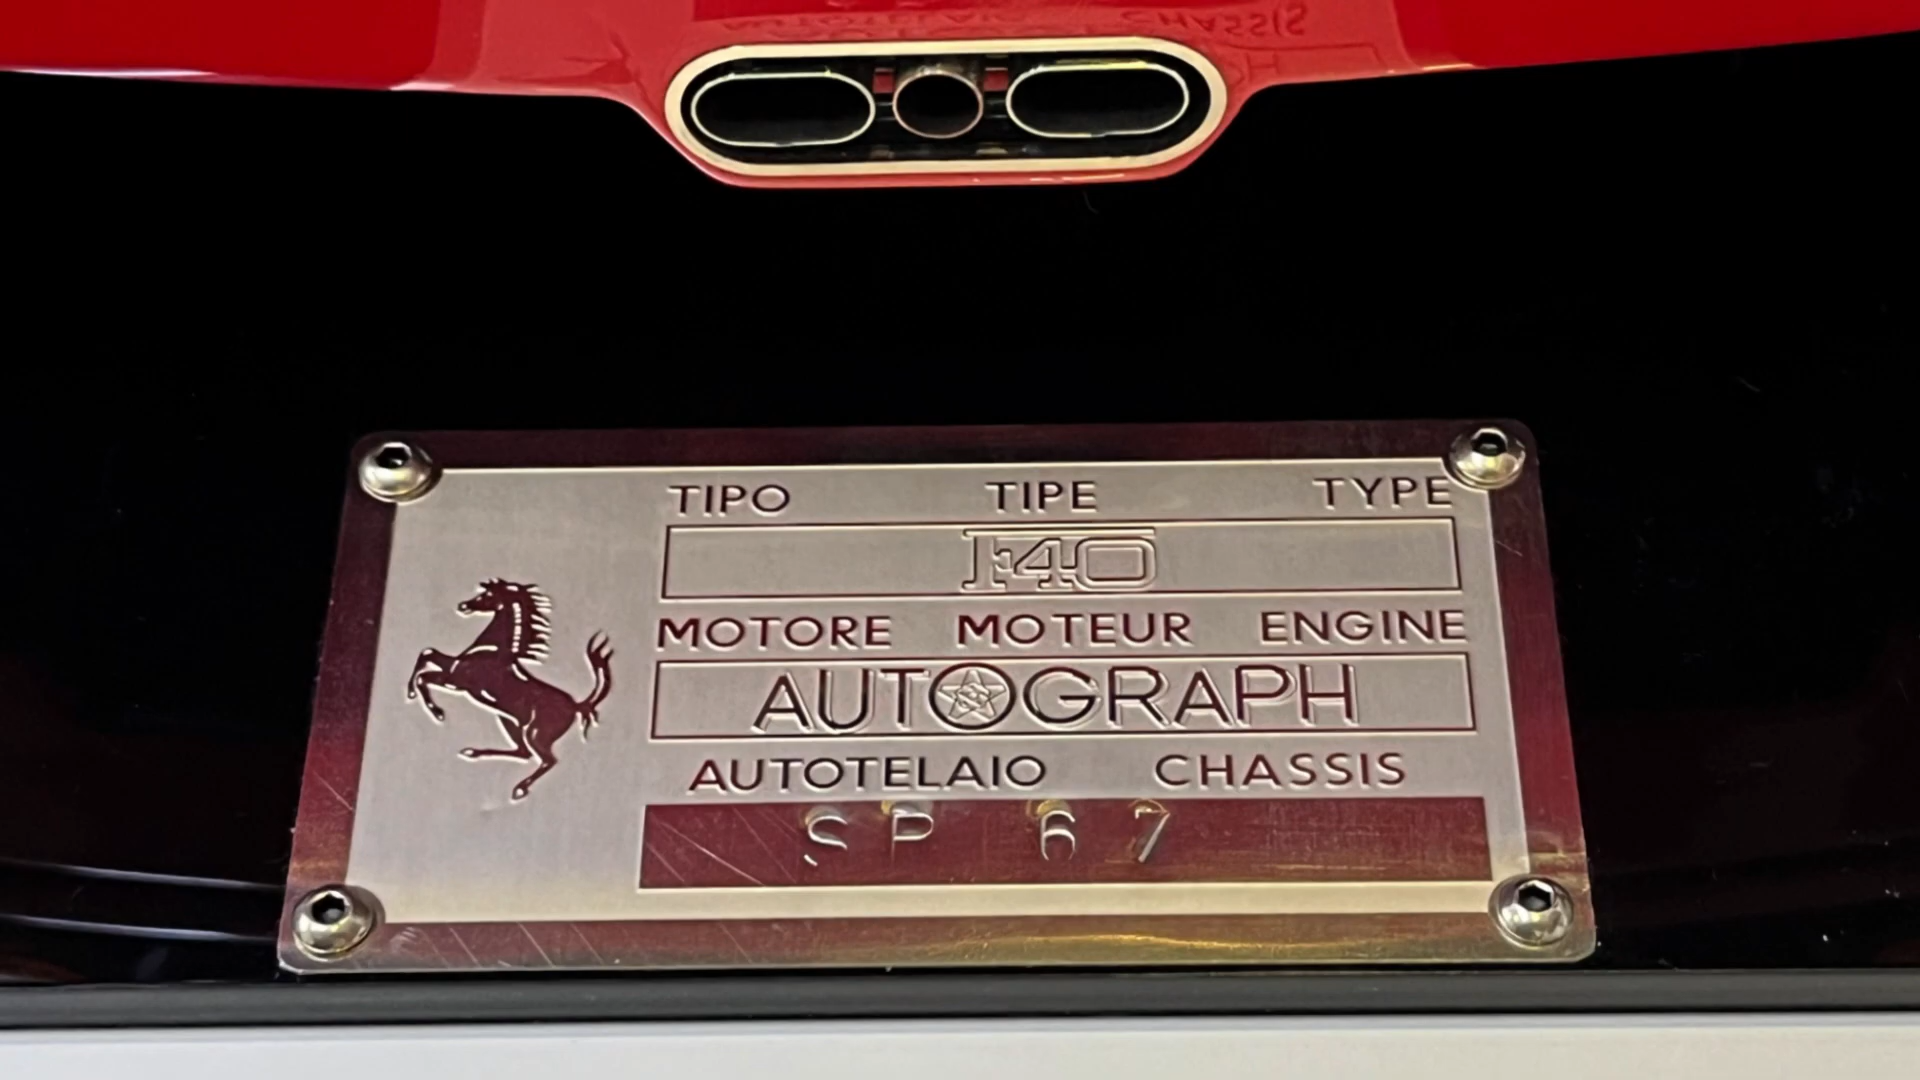 TIPO TIPE TYPE
F40
MOTORE MOTEUR ENGINE
AUTOGRAPH
AUTOTELAIO CHASSIS
SP 67